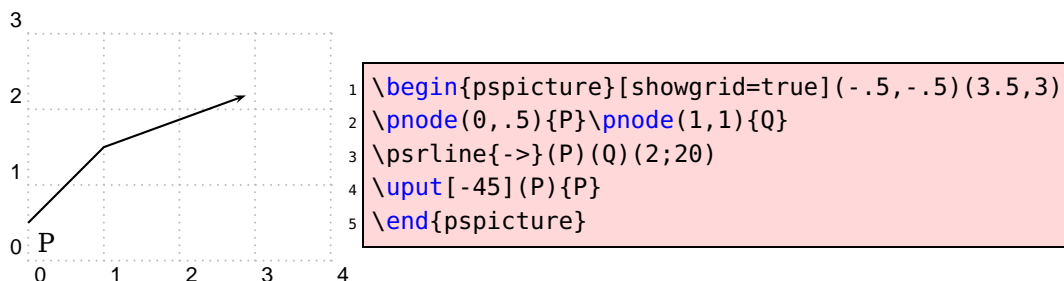 3
2
1
0
P
0 1 2 3 4
1 \begin{pspicture}[showgrid=true](-.5,-.5)(3.5,3)
2 \pnode(0,.5){P}\pnode(1,1){Q}
3 \psrline{->}(P)(Q)(2;20)
4 \uput[-45](P){P}
5 \end{pspicture}